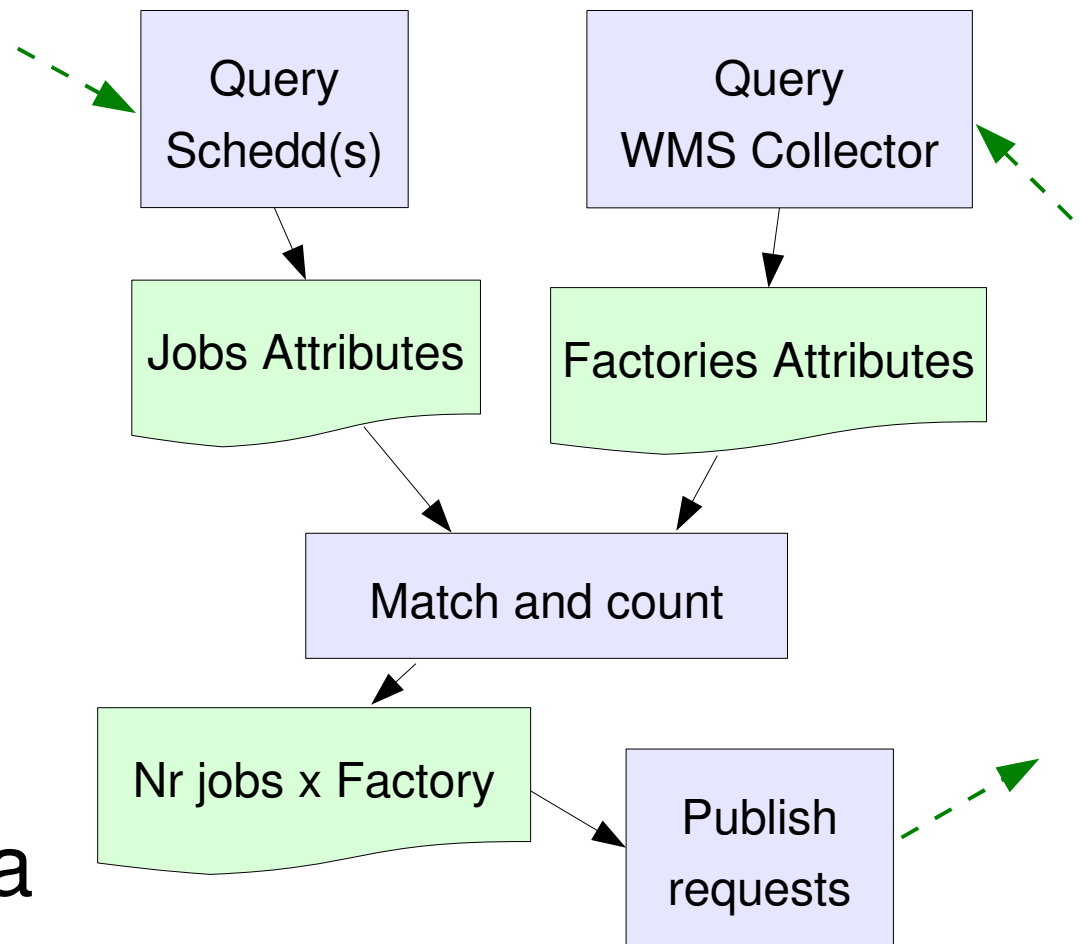 Query
Schedd(s)
Query
WMS Collector
Jobs Attributes
Factories Attributes
Match and count
Nr jobs x Factory
Publish
requests
a